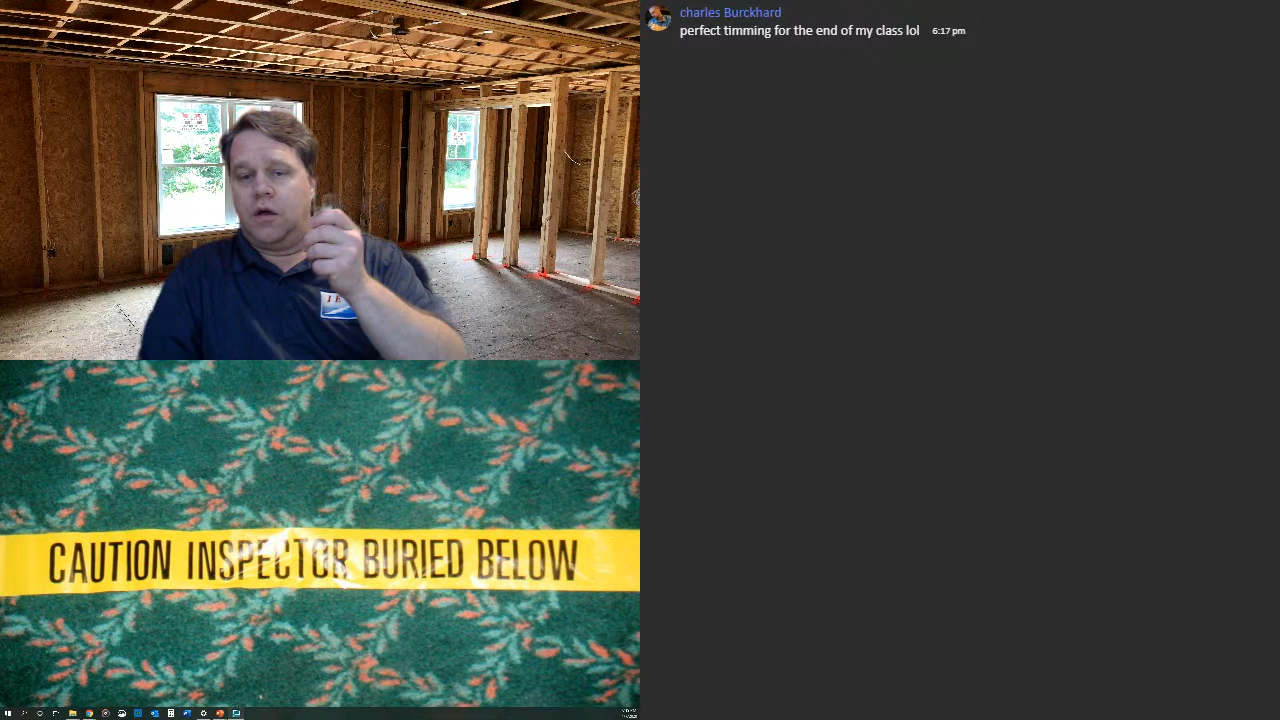 charles Burckhard
perfect timming for the end of my class lol 6:17 pm
CAUTION INSPECTOR BURIED BELOW